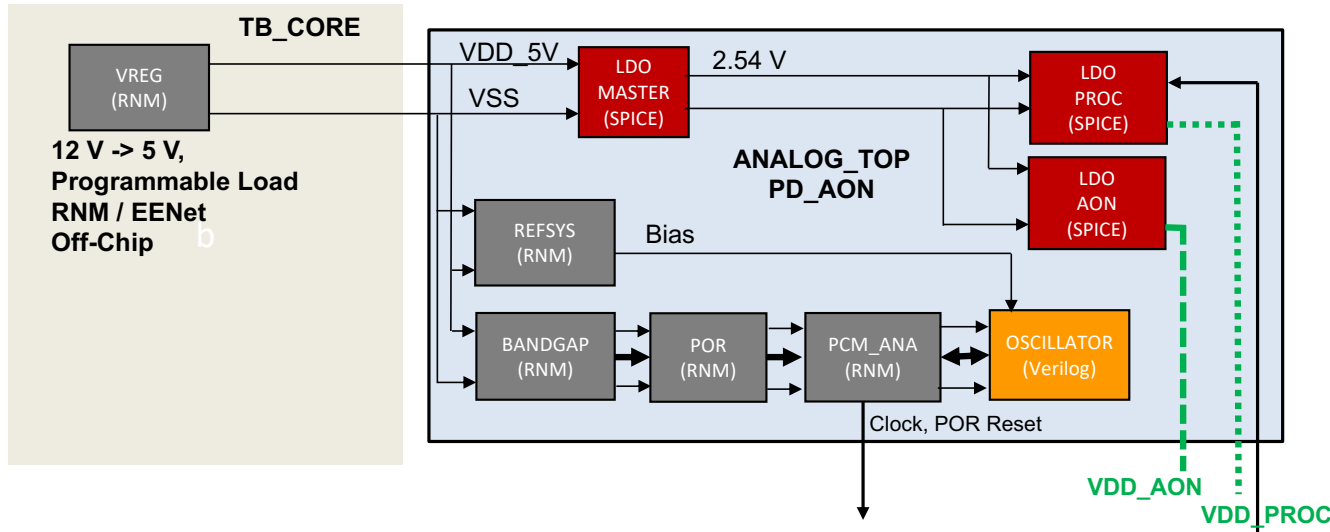 TB_CORE
VREG
(RNM)
12 V -> 5 V,
Programmable Load
RNM / EENet
Off-Chip
b
VDD_5V
VSS
LDO
MASTER
(SPICE)
2.54 V
LDO
PROC
(SPICE)
ANALOG_TOP
PD_AON
LDO
AON
(SPICE)
REFSYS
(RNM)
Bias
BANDGAP
(RNM)
POR
(RNM)
PCM_ANA
(RNM)
OSCILLATOR
(Verilog)
Clock, POR Reset
VDD_AON
VDD_PROC